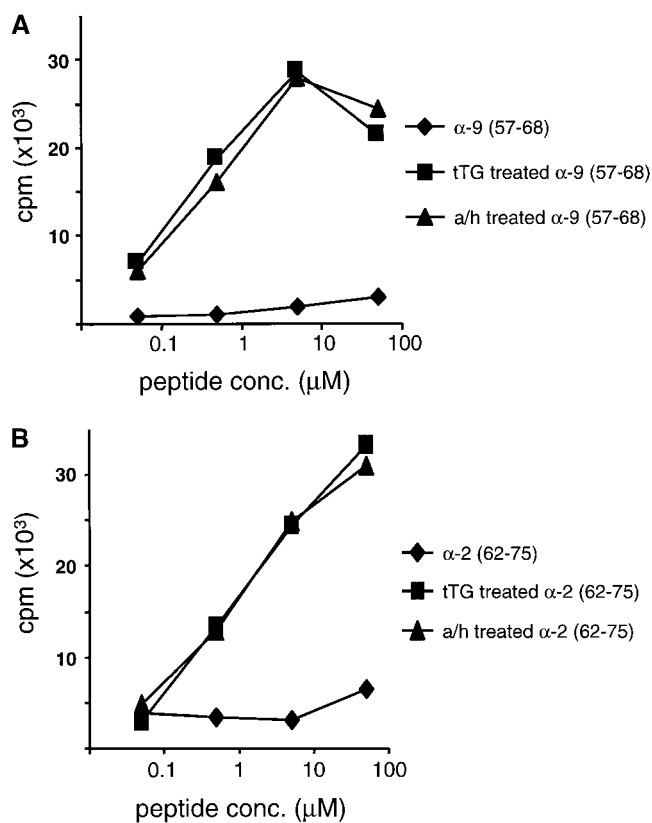 A
30
20
10
cpm (x10³)
0.1 1 10 100
peptide conc. (μM)
α-9 (57-68)
tTG treated α-9 (57-68)
a/h treated α-9 (57-68)
B
30
20
10
cpm (x10³)
0.1 1 10 100
peptide conc. (μM)
α-2 (62-75)
tTG treated α-2 (62-75)
a/h treated α-2 (62-75)